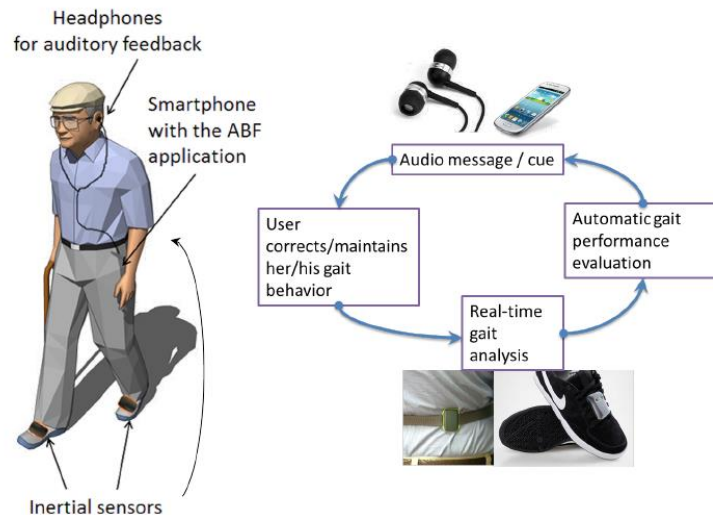 Headphones
for auditory feedback
Smartphone
with the ABF
application
Inertial sensors
Audio message / cue
User
corrects/maintains
her/his gait
behavior
Real-time
gait
analysis
Automatic gait
performance
evaluation